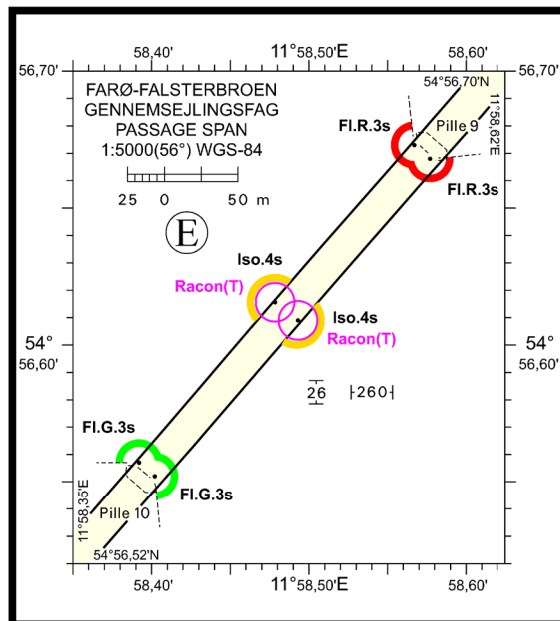 58,40'
11°58,50'E
58,60'
56,70'
56,70'
FARØ-FALSTERBROEN
GENNEMSEJLINGSFAG
PASSAGE SPAN
1:5000(56°) WGS-84
25 0 50 m
E
54°56,70'N
11°58,62'E
Pille 9
Fl.R.3s
Fl.R.3s
Iso.4s
Racon(T)
Iso.4s
Racon(T)
54°
56,60'
54°
56,60'
26
260
Fl.G.3s
Fl.G.3s
Pille 10
11°58,35'E
54°56,52'N
58,40'
11°58,50'E
58,60'